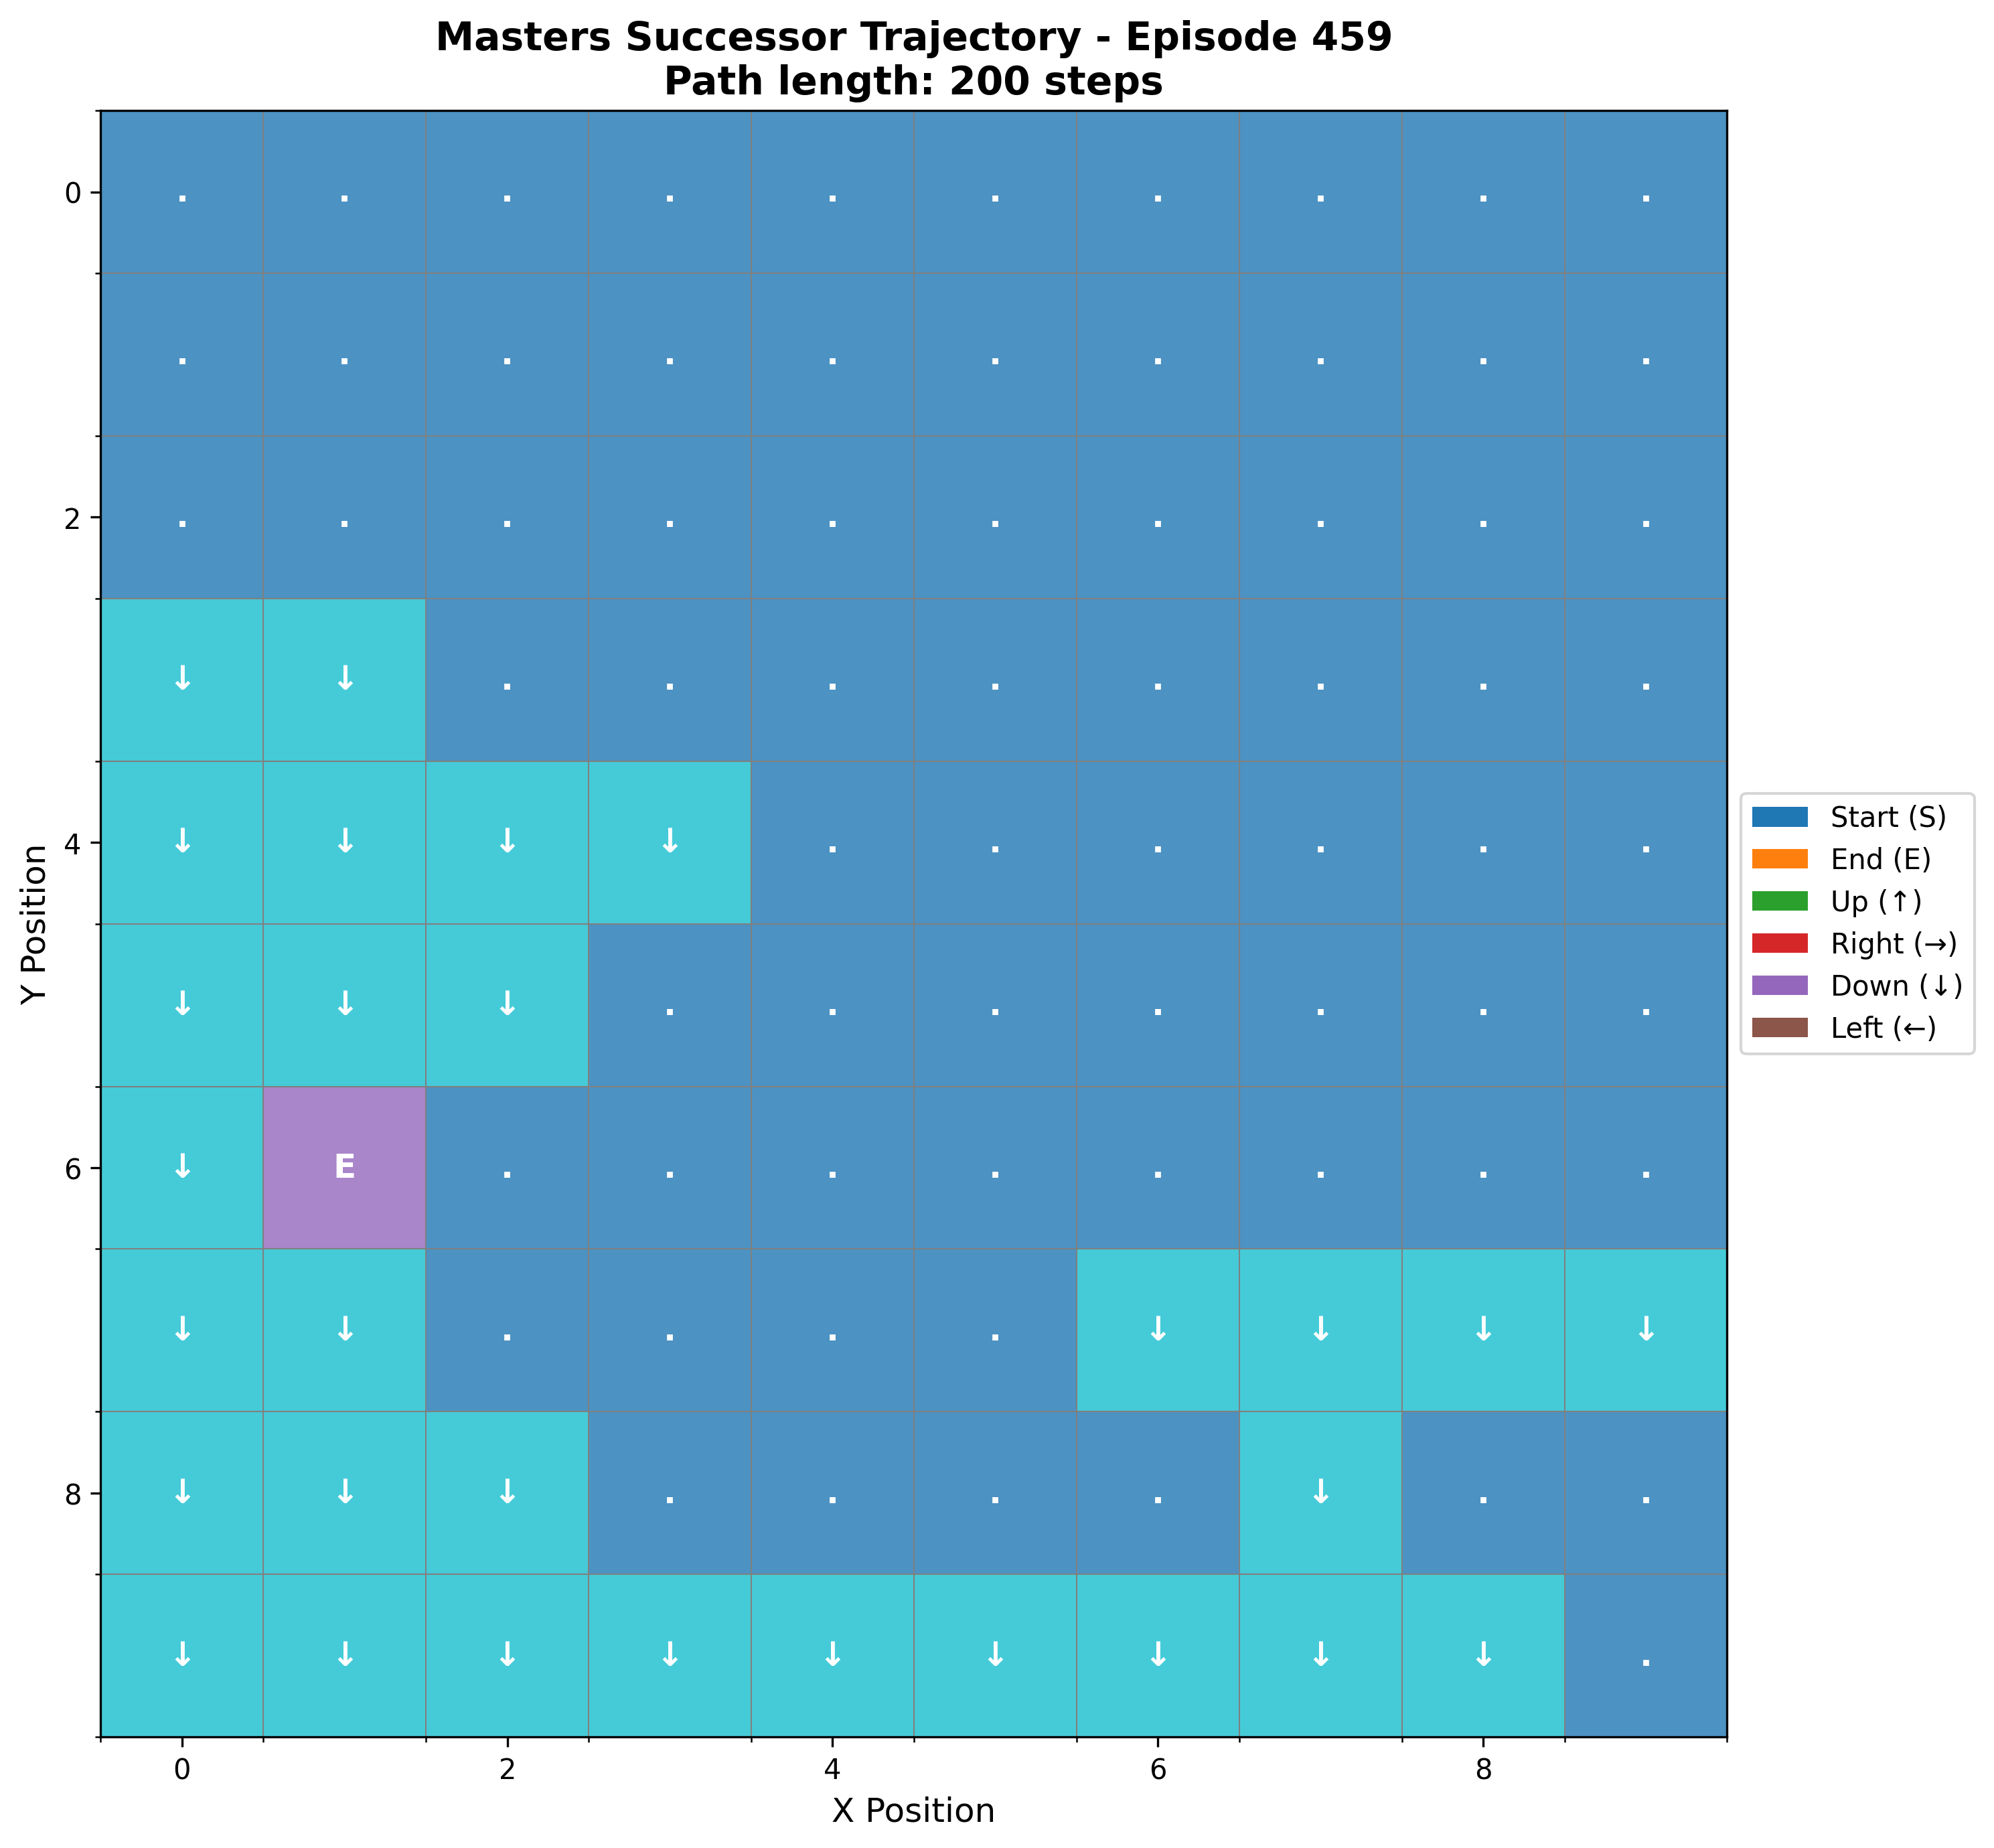 Masters Successor Trajectory - Episode 459
Path length: 200 steps
0 . . . . . . . . . .
. . . . . . . . . .
2 . . . . . . . . . .
↓ ↓ . . . . . . . .
4 ↓ ↓ ↓ ↓ . . . . . .
↓ ↓ ↓ . . . . . . .
6 ↓ E . . . . . . . .
↓ ↓ . . . . ↓ ↓ ↓ ↓
8 ↓ ↓ ↓ . . . . ↓ . .
↓ ↓ ↓ ↓ ↓ ↓ ↓ ↓ ↓ .
0 2 4 6 8
X Position
Y Position
Start (S)
End (E)
Up (↑)
Right (→)
Down (↓)
Left (←)